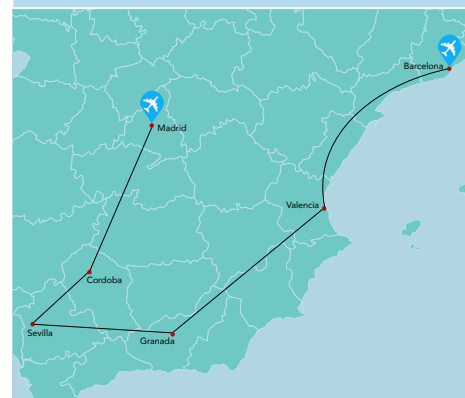 Barcelona
Madrid
Valencia
Cordoba
Sevilla
Granada